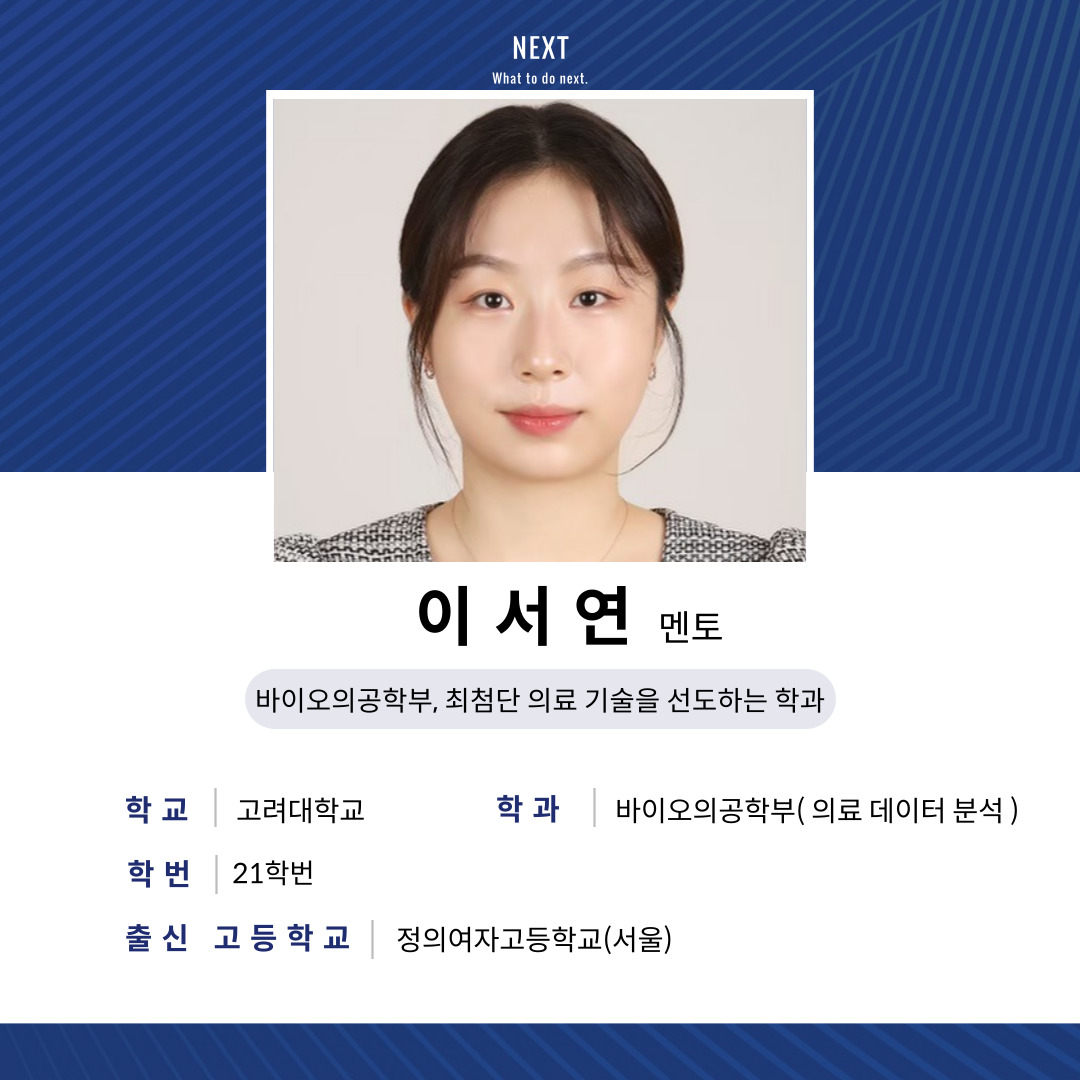 NEXT
What to do next.
이서연 멘토
바이오의공학부, 최첨단 의료 기술을 선도하는 학과
학교 고려대학교 학과 바이오의공학부( 의료 데이터 분석 )
학번 21학번
출신 고등학교 정의여자고등학교(서울)